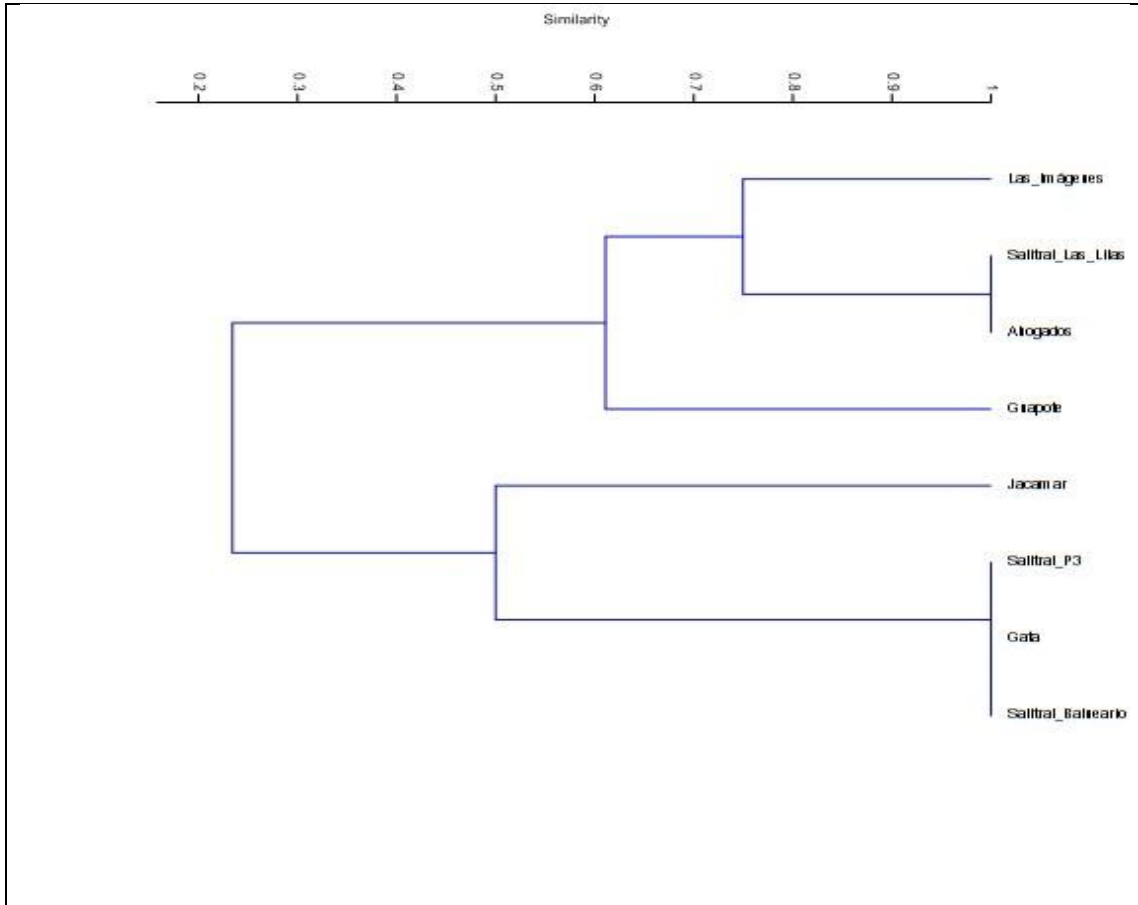 Similarity
0.2 0.3 0.4 0.5 0.6 0.7 0.8 0.9 1
Las_Imágenes
Salitral_Las_Lilas
Ahogados
Guapote
Jacamar
Salitral_P3
Gata
Salitral_Balneario